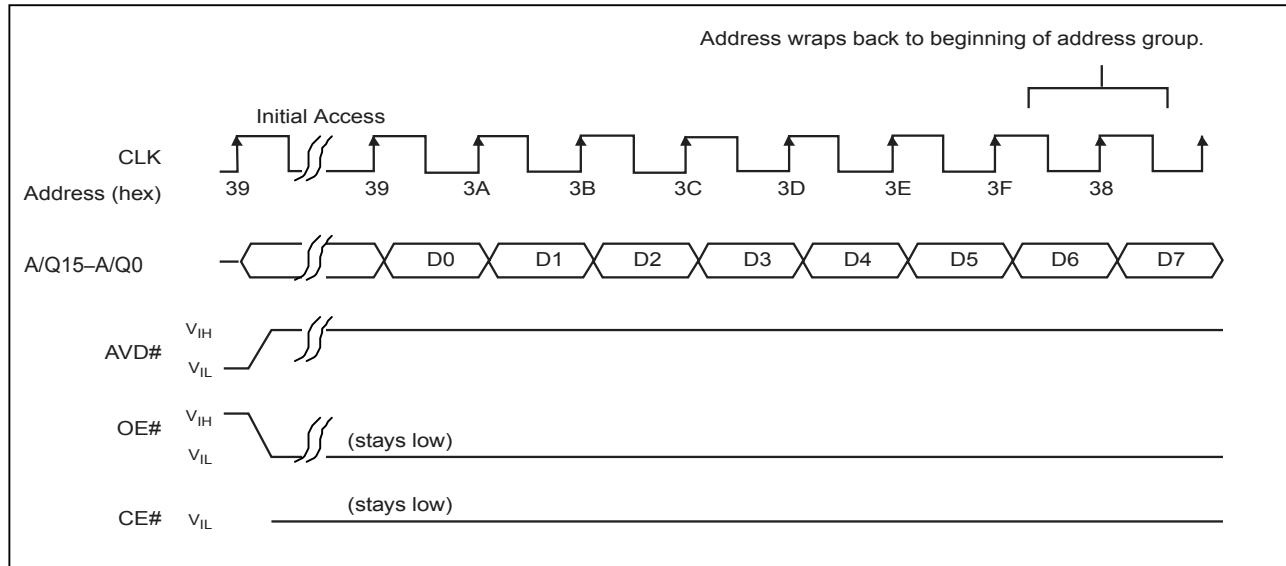 Address wraps back to beginning of address group.
Initial Access
CLK
Address (hex) 39 39 3A 3B 3C 3D 3E 3F 38
A/Q15–A/Q0 D0 D1 D2 D3 D4 D5 D6 D7
VIH
AVD#
VIL
VIH
OE#
(stays low)
VIL
(stays low)
CE# VIL